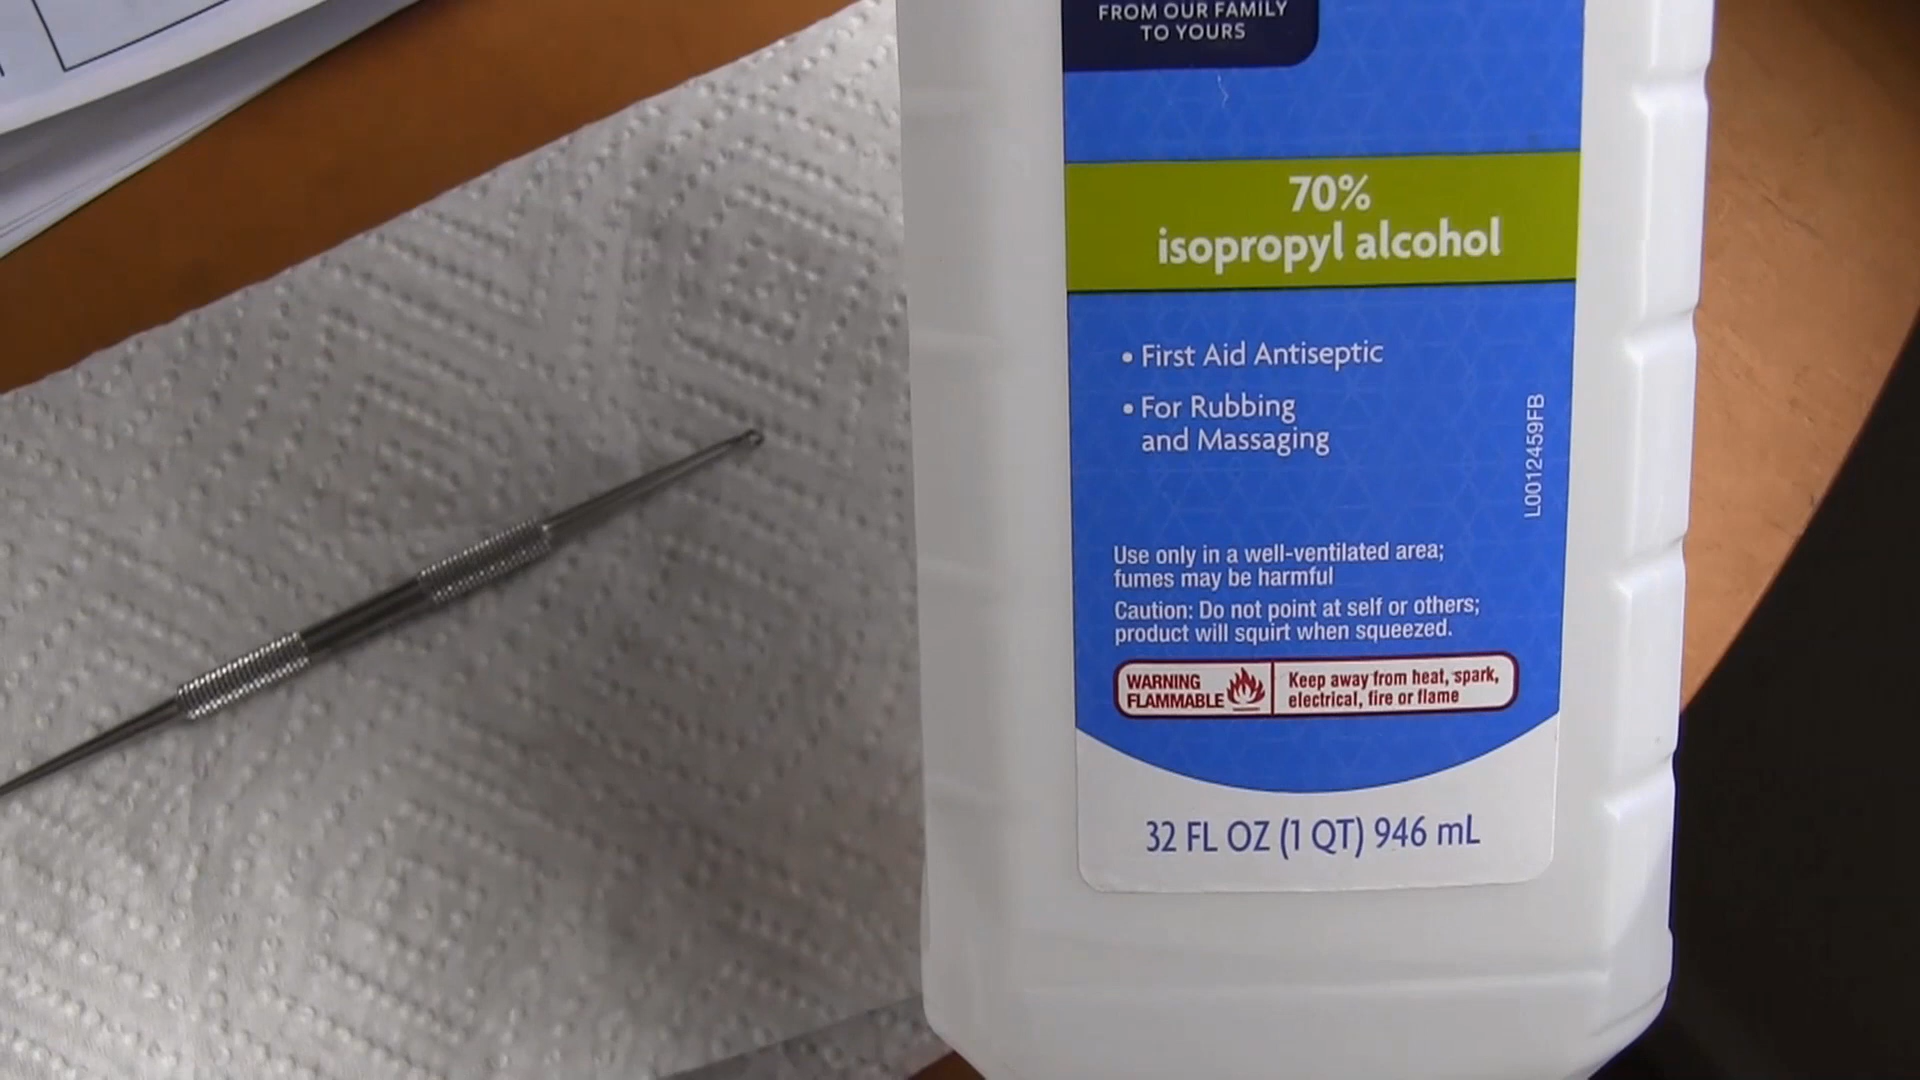 FROM OUR FAMILY
TO YOURS
70%
isopropyl alcohol
• First Aid Antiseptic
• For Rubbing
and Massaging
L0012459FB
Use only in a well-ventilated area;
fumes may be harmful
Caution: Do not point at self or others;
product will squirt when squeezed.
WARNING
FLAMMABLE
Keep away from heat, spark,
electrical, fire or flame
32 FL OZ (1 QT) 946 mL